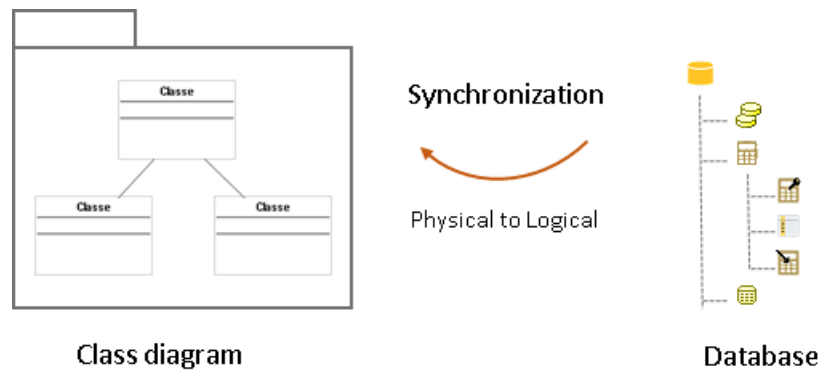 Classe
Synchronization
Classe
Classe
Physical to Logical
Class diagram
Database